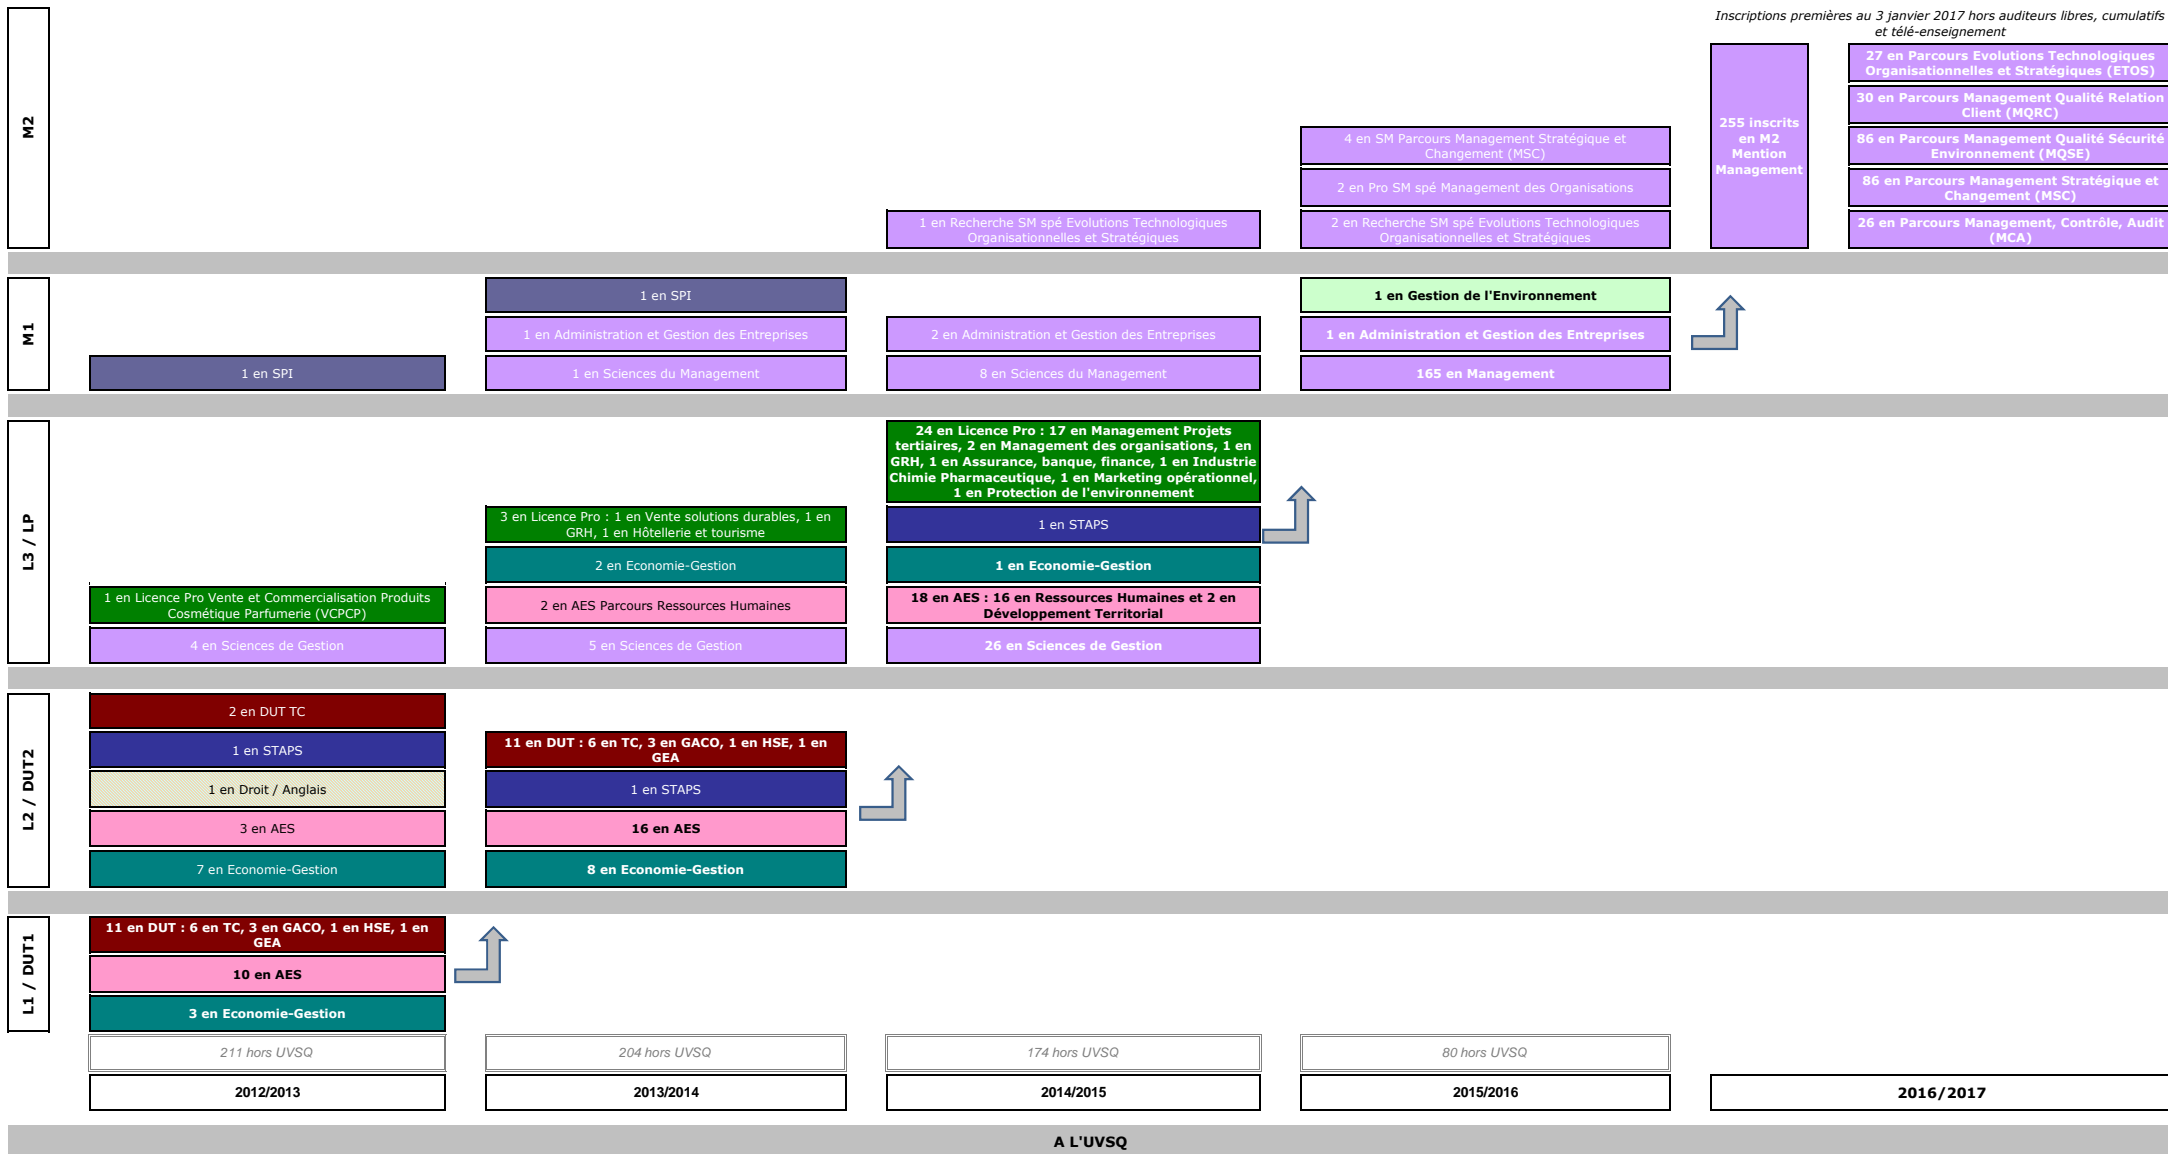 Inscriptions premières au 3 janvier 2017 hors auditeurs libres, cumulatifs
et télé-enseignement
M2
4 en SM Parcours Management Stratégique et
Changement (MSC)
2 en Pro SM spé Management des Organisations
1 en Recherche SM spé Evolutions Technologiques
Organisationnelles et Stratégiques
2 en Recherche SM spé Evolutions Technologiques
Organisationnelles et Stratégiques
255 inscrits
en M2
Mention
Management
27 en Parcours Evolutions Technologiques
Organisationnelles et Stratégiques (ETOS)
30 en Parcours Management Qualité Relation
Client (MQRC)
86 en Parcours Management Qualité Sécurité
Environnement (MQSE)
86 en Parcours Management Stratégique et
Changement (MSC)
26 en Parcours Management, Contrôle, Audit
(MCA)
M1
1 en SPI
1 en SPI
1 en Administration et Gestion des Entreprises
1 en Sciences du Management
2 en Administration et Gestion des Entreprises
8 en Sciences du Management
1 en Gestion de l'Environnement
1 en Administration et Gestion des Entreprises
165 en Management
L3 / LP
1 en Licence Pro Vente et Commercialisation Produits
Cosmétique Parfumerie (VCPCP)
4 en Sciences de Gestion
3 en Licence Pro : 1 en Vente solutions durables, 1 en
GRH, 1 en Hôtellerie et tourisme
2 en Economie-Gestion
2 en AES Parcours Ressources Humaines
5 en Sciences de Gestion
24 en Licence Pro : 17 en Management Projets
tertiaires, 2 en Management des organisations, 1 en
GRH, 1 en Assurance, banque, finance, 1 en Industrie
Chimie Pharmaceutique, 1 en Marketing opérationnel,
1 en Protection de l'environnement
1 en STAPS
1 en Economie-Gestion
18 en AES : 16 en Ressources Humaines et 2 en
Développement Territorial
26 en Sciences de Gestion
L2 / DUT2
2 en DUT TC
1 en STAPS
1 en Droit / Anglais
3 en AES
7 en Economie-Gestion
11 en DUT : 6 en TC, 3 en GACO, 1 en HSE, 1 en
GEA
1 en STAPS
16 en AES
8 en Economie-Gestion
L1 / DUT1
11 en DUT : 6 en TC, 3 en GACO, 1 en HSE, 1 en
GEA
10 en AES
3 en Economie-Gestion
211 hors UVSQ
204 hors UVSQ
174 hors UVSQ
80 hors UVSQ
2012/2013
2013/2014
2014/2015
2015/2016
2016/2017
A L'UVSQ